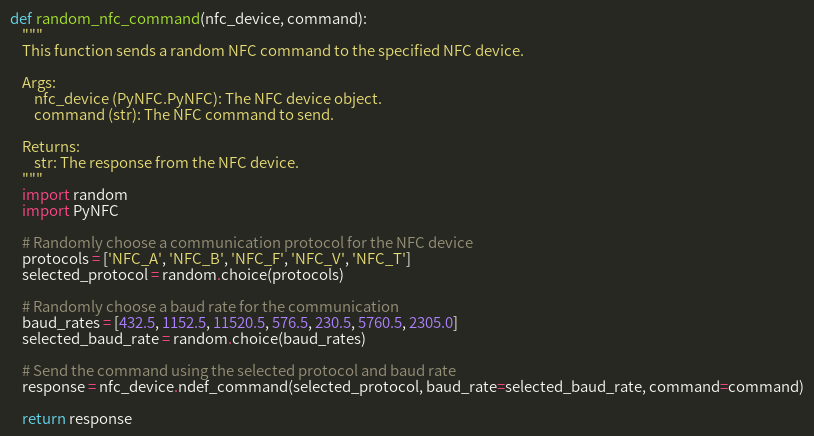 def random_nfc_command(nfc_device, command):
    """
    This function sends a random NFC command to the specified NFC device.

    Args:
        nfc_device (PyNFC.PyNFC): The NFC device object.
        command (str): The NFC command to send.

    Returns:
        str: The response from the NFC device.
    """
    import random
    import PyNFC

    # Randomly choose a communication protocol for the NFC device
    protocols = ['NFC_A', 'NFC_B', 'NFC_F', 'NFC_V', 'NFC_T']
    selected_protocol = random.choice(protocols)

    # Randomly choose a baud rate for the communication
    baud_rates = [432.5, 1152.5, 11520.5, 576.5, 230.5, 5760.5, 2305.0]
    selected_baud_rate = random.choice(baud_rates)

    # Send the command using the selected protocol and baud rate
    response = nfc_device.ndef_command(selected_protocol, baud_rate=selected_baud_rate, command=command)

    return response